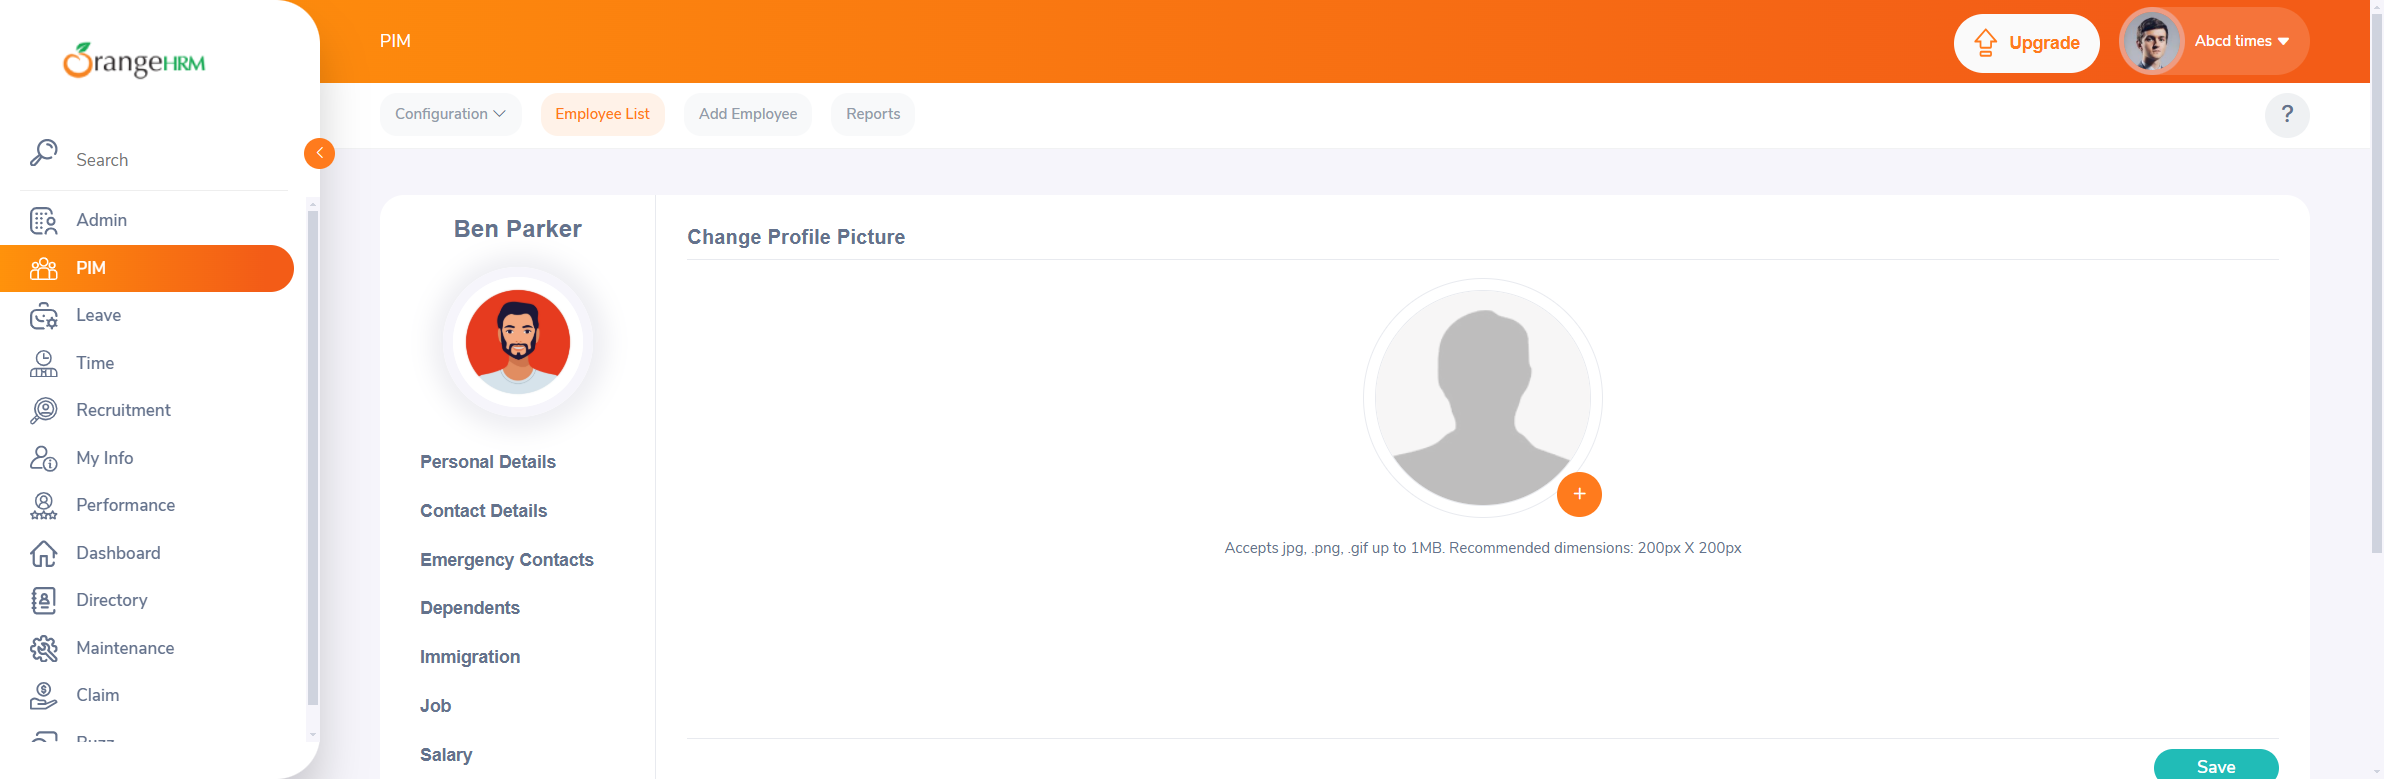 OrangeHRM
Search
Admin
PIM
Leave
Time
Recruitment
My Info
Performance
Dashboard
Directory
Maintenance
Claim
Buzz
PIM
Upgrade
Abcd times
Configuration
Employee List
Add Employee
Reports
?
Ben Parker
Personal Details
Contact Details
Emergency Contacts
Dependents
Immigration
Job
Salary
Change Profile Picture
+
Accepts jpg, .png, .gif up to 1MB. Recommended dimensions: 200px X 200px
Save